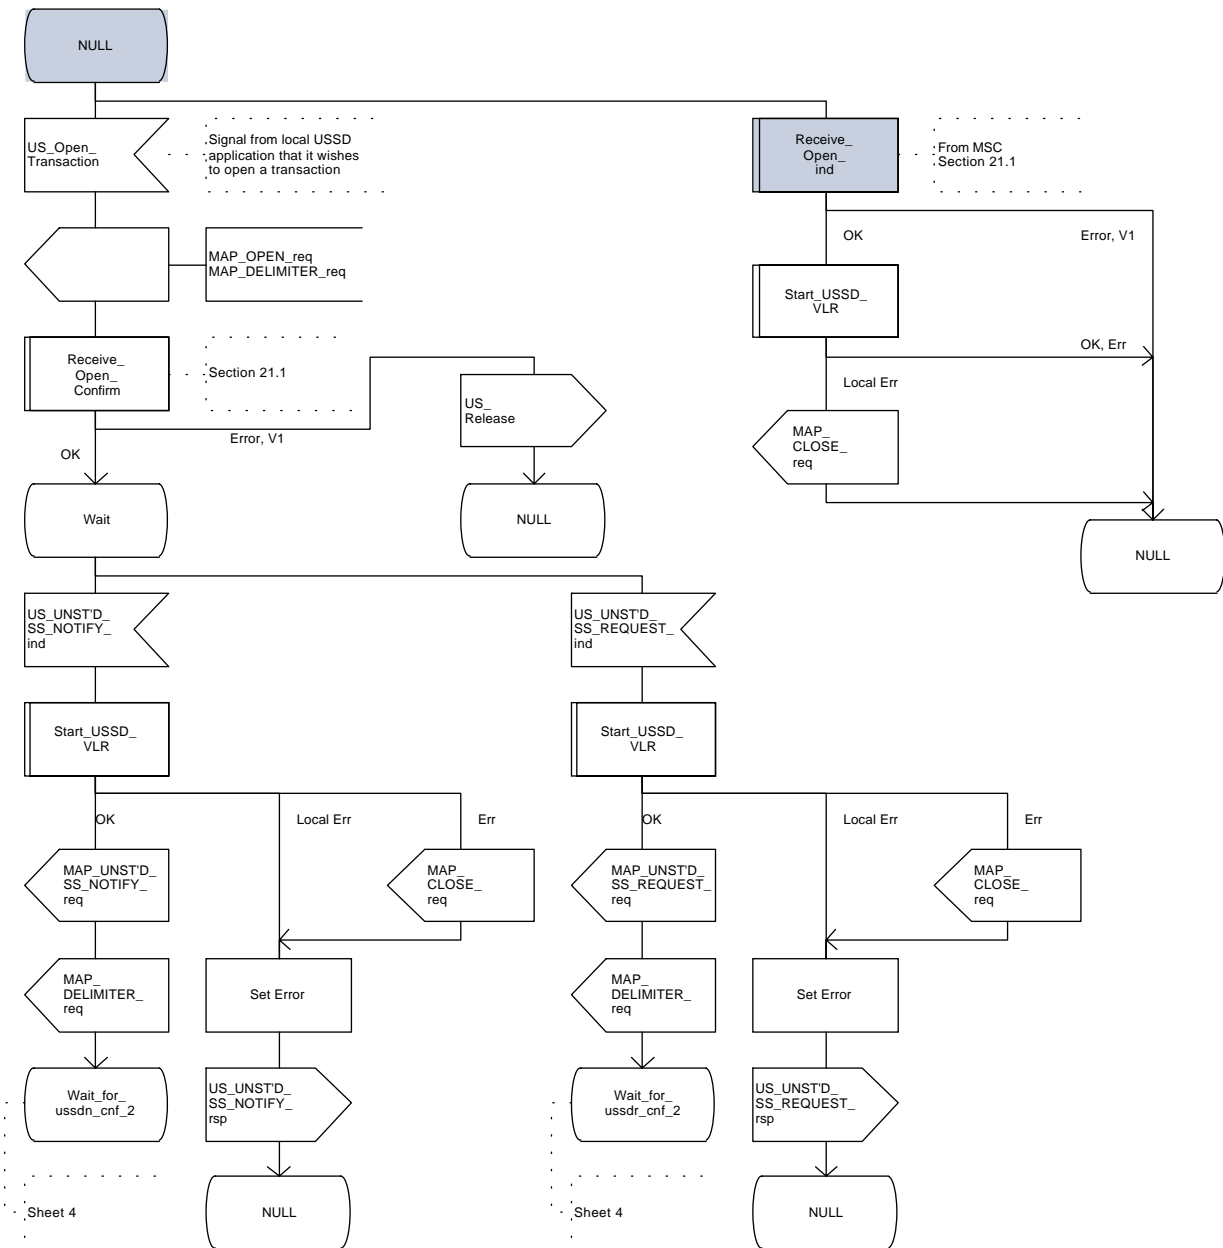 NULL
US_Open_
Transaction
Signal from local USSD
application that it wishes
to open a transaction
Receive_
Open_
ind
From MSC
Section 21.1
OK
Error, V1
MAP_OPEN_req
MAP_DELIMITER_req
Start_USSD_
VLR
Receive_
Open_
Confirm
Section 21.1
OK, Err
Local Err
US_
Release
Error, V1
OK
MAP_
CLOSE_
req
Wait
NULL
NULL
US_UNST'D_
SS_NOTIFY_
ind
US_UNST'D_
SS_REQUEST_
ind
Start_USSD_
VLR
Start_USSD_
VLR
OK
Local Err
Err
OK
Local Err
Err
MAP_UNST'D_
SS_NOTIFY_
req
MAP_
CLOSE_
req
MAP_UNST'D_
SS_REQUEST_
req
MAP_
CLOSE_
req
MAP_
DELIMITER_
req
Set Error
MAP_
DELIMITER_
req
Set Error
Wait_for_
ussdn_cnf_2
US_UNST'D_
SS_NOTIFY_
rsp
Wait_for_
ussdr_cnf_2
US_UNST'D_
SS_REQUEST_
rsp
Sheet 4
NULL
Sheet 4
NULL